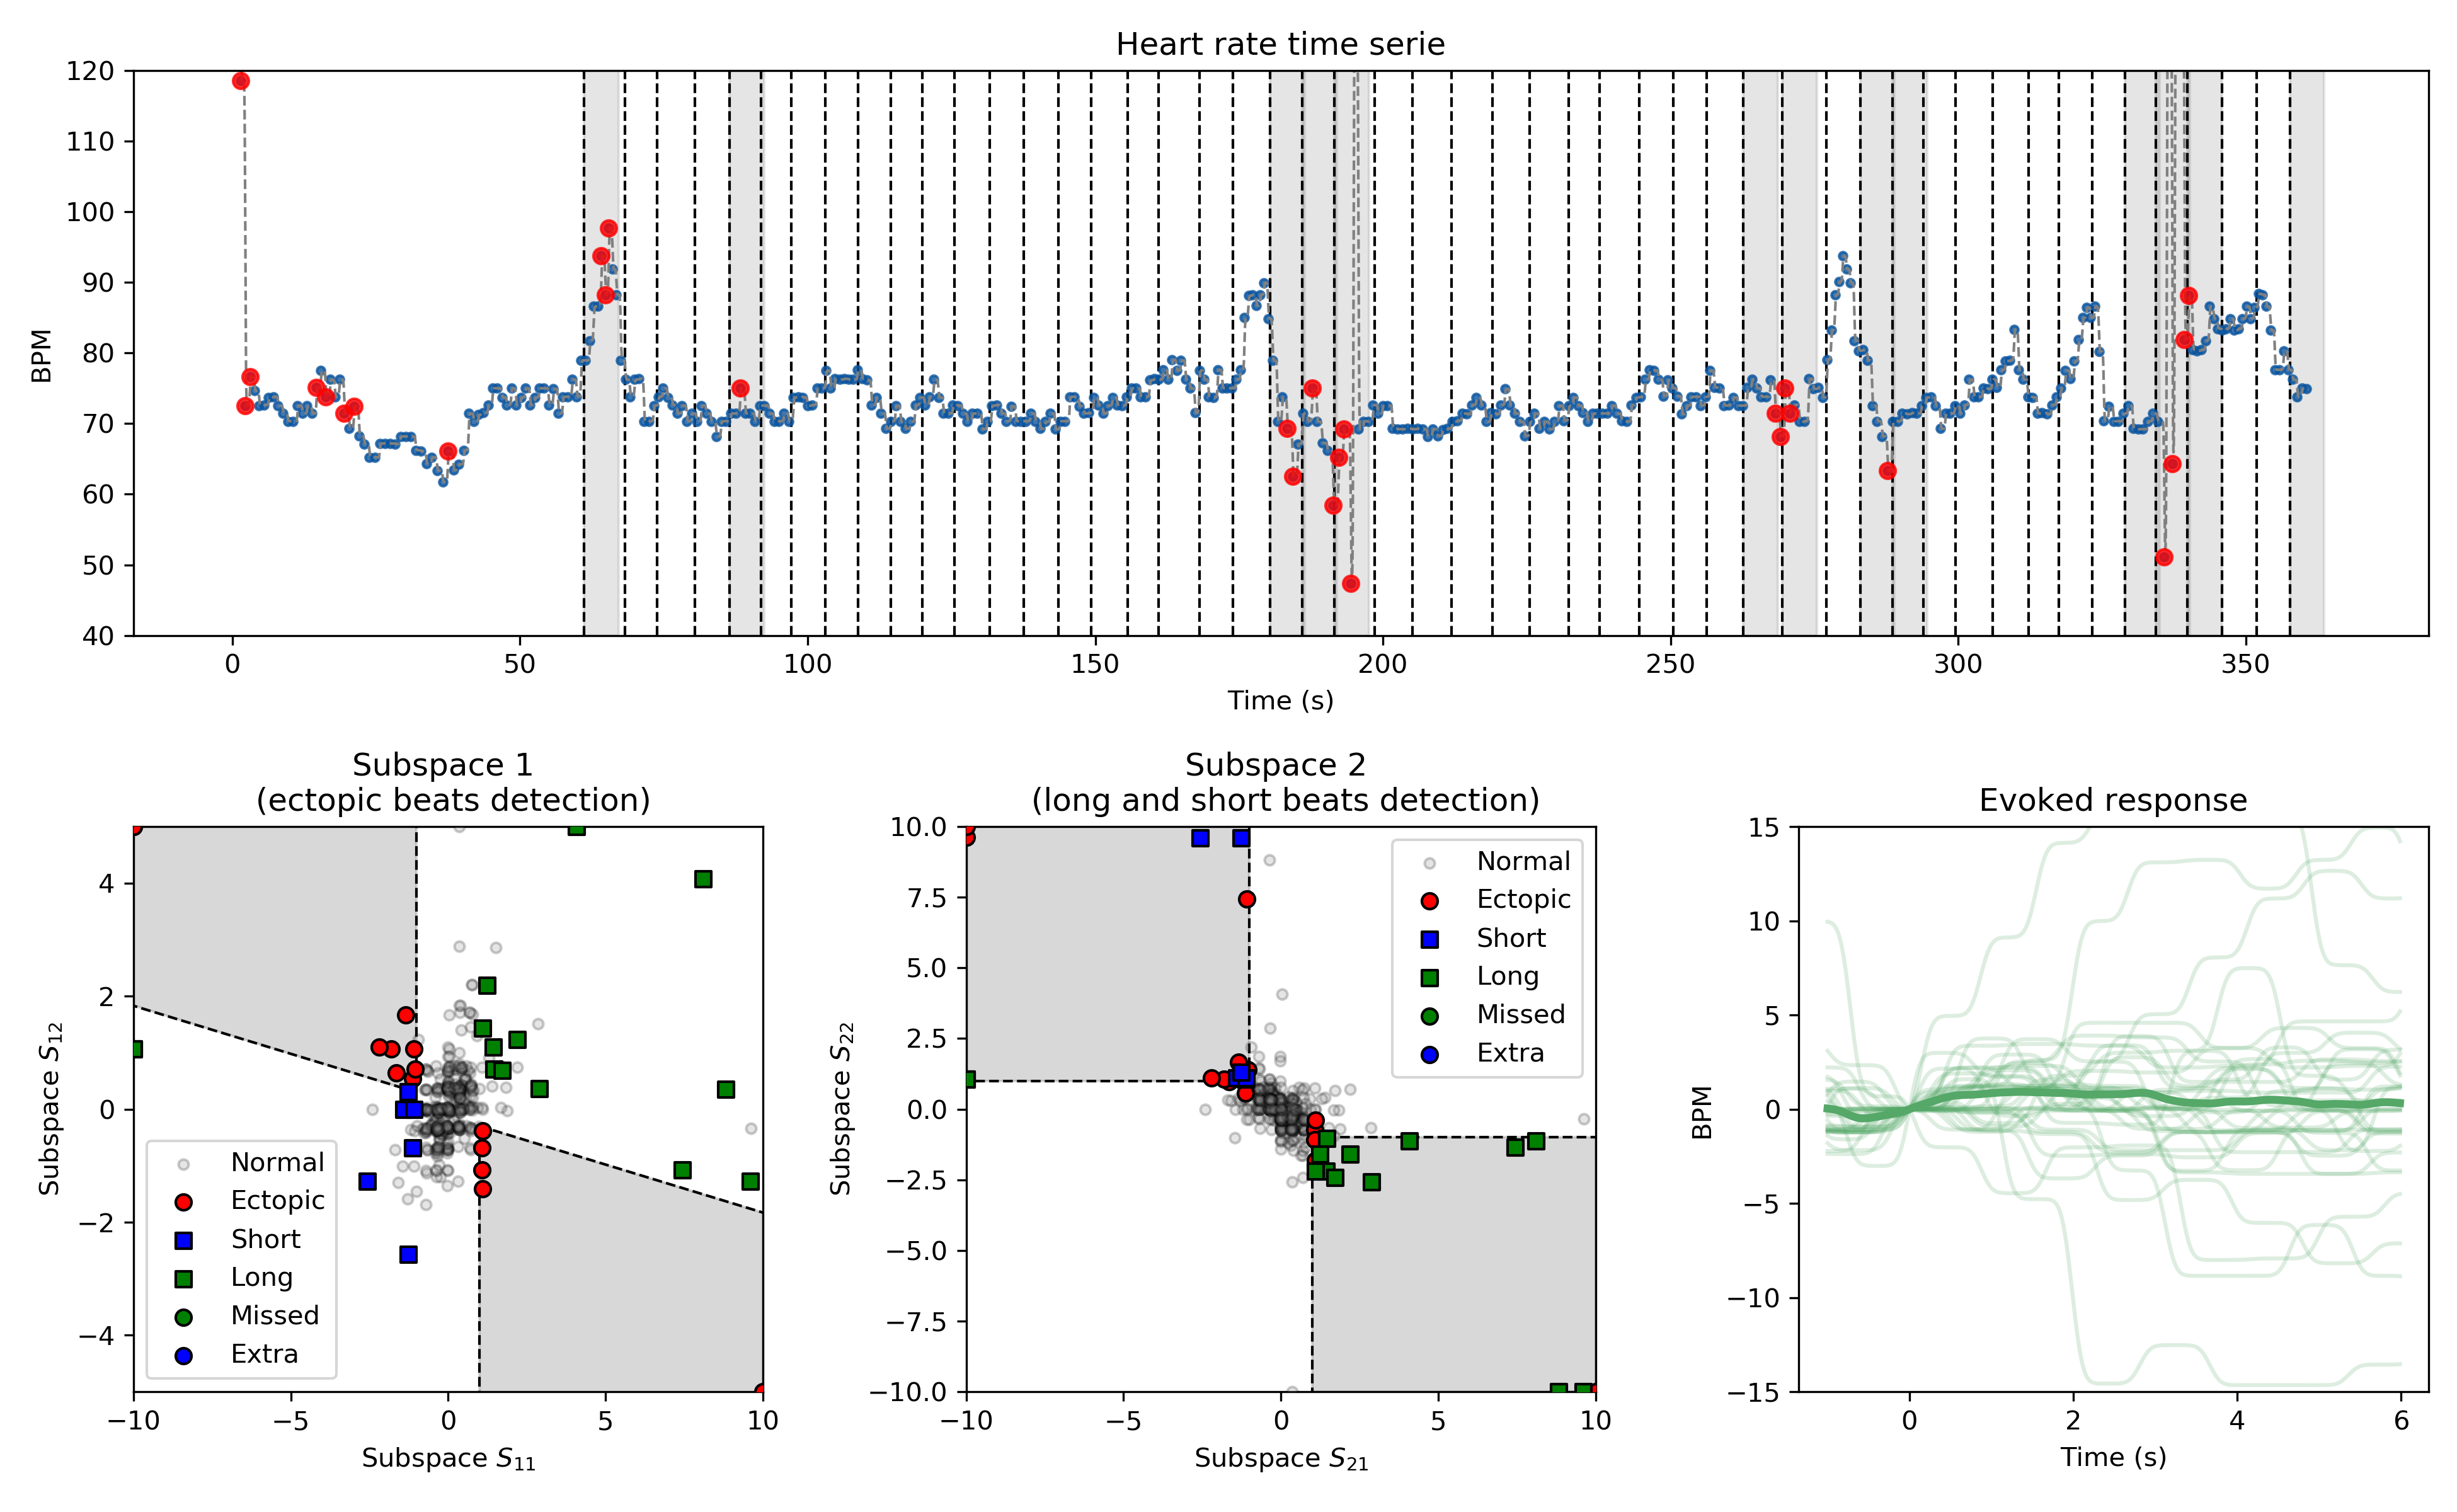 Heart rate time serie
120
110
100
90
80
70
60
50
40
BPM
0 50 100 150 200 250 300 350
Time (s)
Subspace 1
(ectopic beats detection)
4
2
0
−2
−4
Subspace S12
Normal
Ectopic
Short
Long
Missed
Extra
−10 −5 0 5 10
Subspace S11
Subspace 2
(long and short beats detection)
10.0
7.5
5.0
2.5
0.0
−2.5
−5.0
−7.5
−10.0
Subspace S22
Normal
Ectopic
Short
Long
Missed
Extra
−10 −5 0 5 10
Subspace S21
Evoked response
15
10
5
0
−5
−10
−15
BPM
0 2 4 6
Time (s)